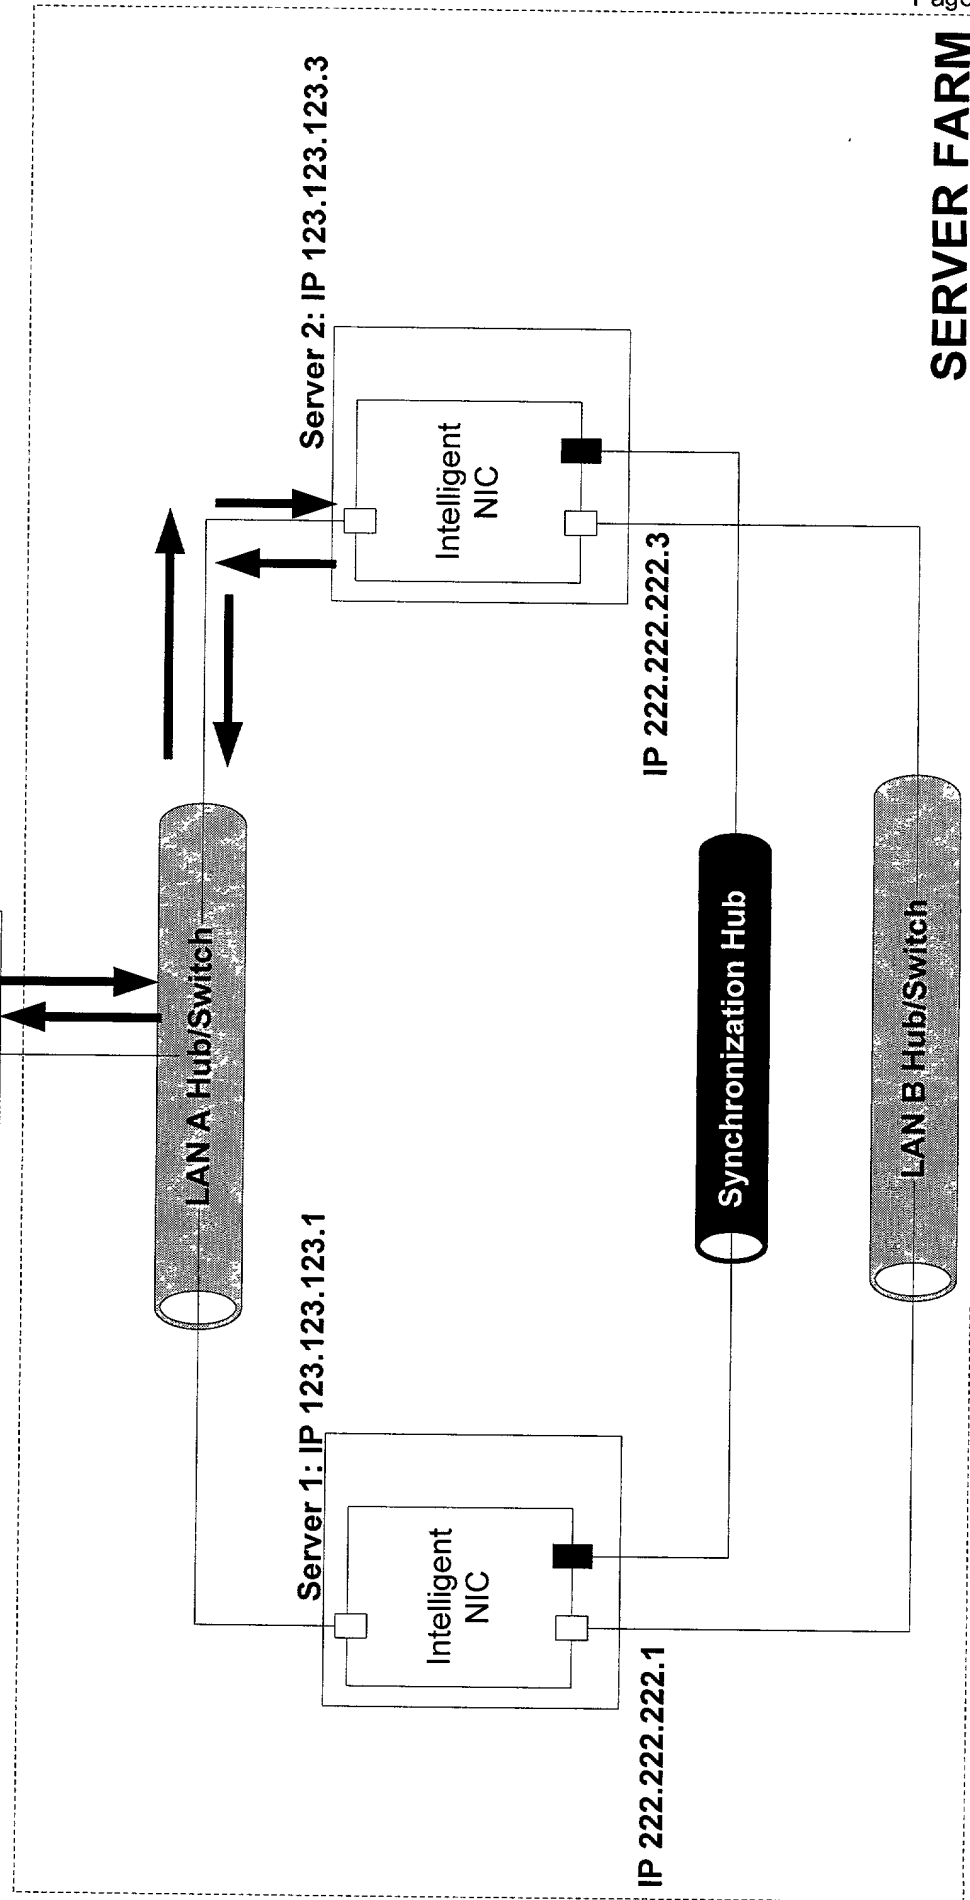 Server 1: IP 123.123.123.1
Server 2: IP 123.123.123.3
LAN A Hub/Switch
Intelligent
NIC
Intelligent
NIC
IP 222.222.222.1
IP 222.222.222.3
Synchronization Hub
LAN B Hub/Switch
SERVER FARM